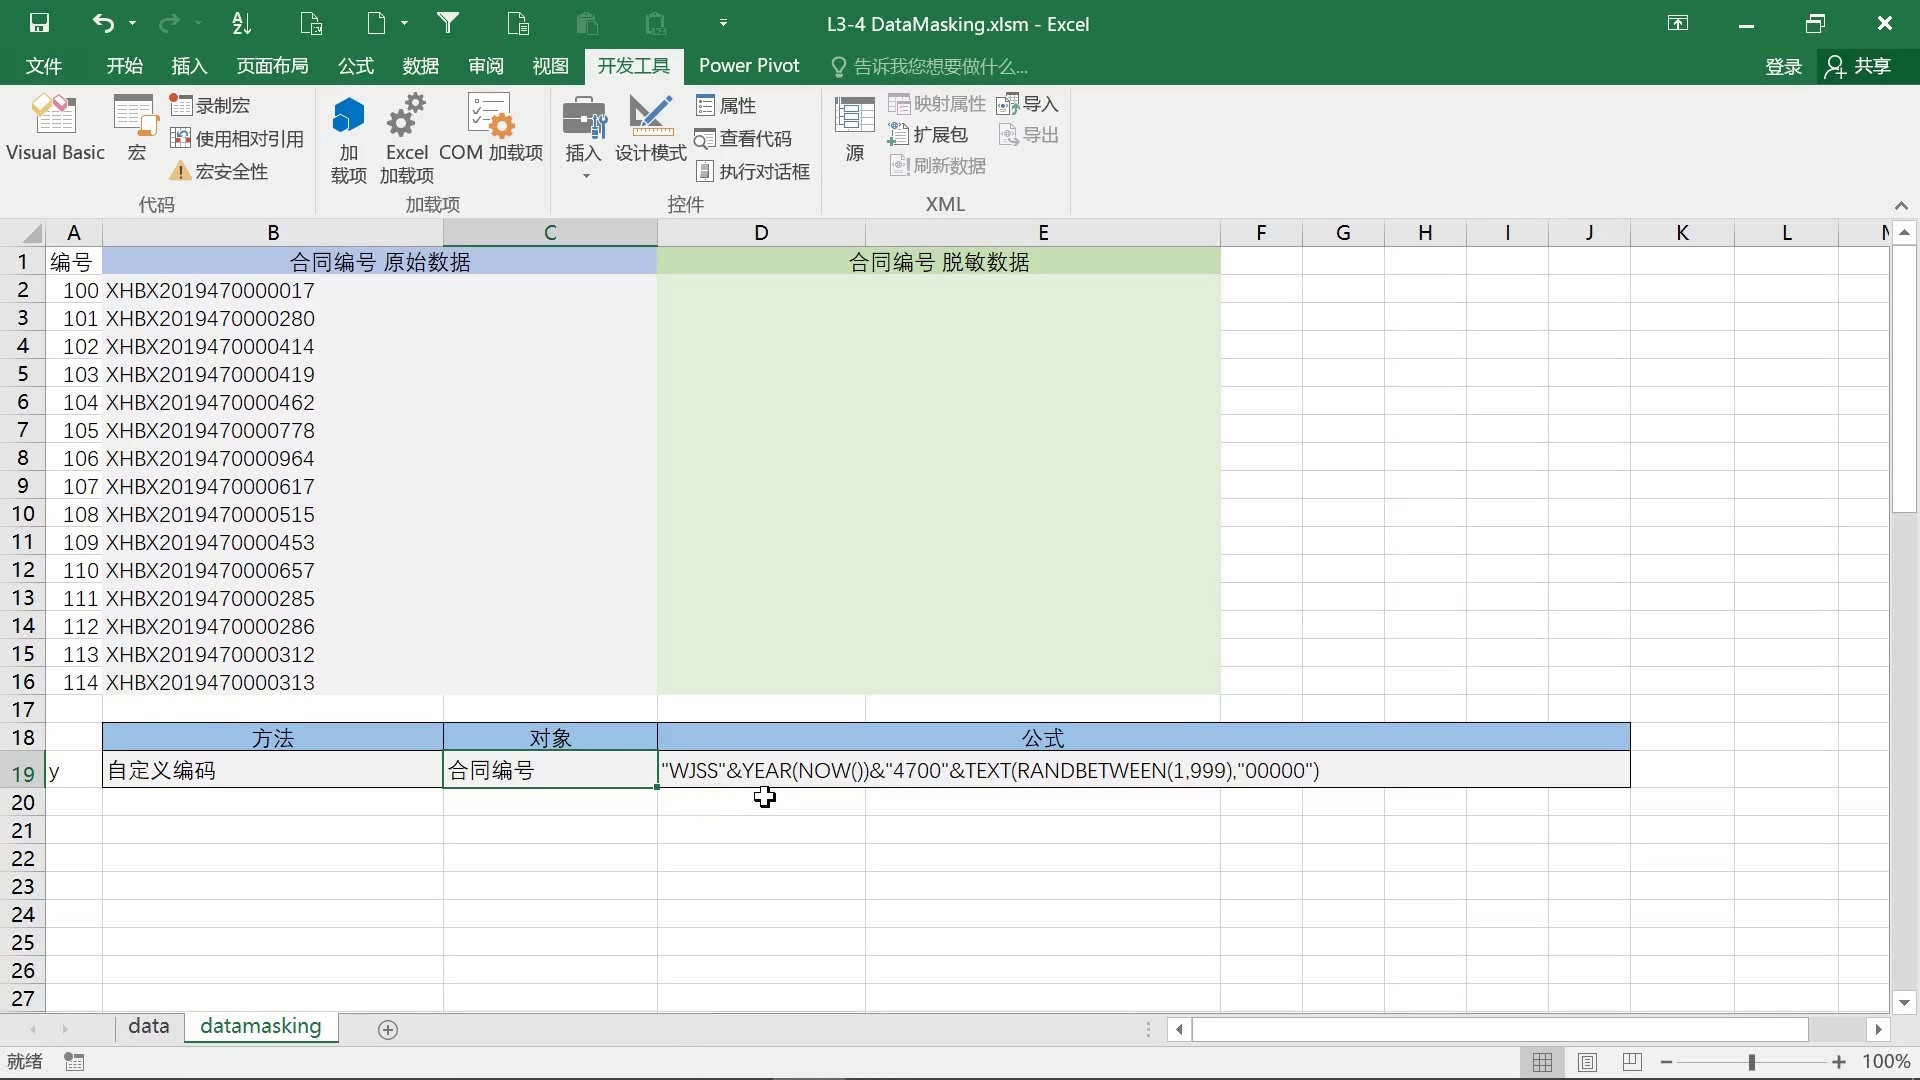 L3-4 DataMasking.xlsm - Excel
文件 开始 插入 页面布局 公式 数据 审阅 视图 开发工具 Power Pivot 告诉我您想要做什么... 登录 共享
Visual Basic 宏 录制宏 使用相对引用 宏安全性
代码
加载项 Excel 加载项 COM 加载项
加载项
插入 设计模式 属性 查看代码 执行对话框
控件
源 映射属性 扩展包 刷新数据 导入 导出
XML
A B C D E F G H I J K L
1 编号 合同编号 原始数据 合同编号 脱敏数据
2 100 XHBX2019470000017
3 101 XHBX2019470000280
4 102 XHBX2019470000414
5 103 XHBX2019470000419
6 104 XHBX2019470000462
7 105 XHBX2019470000778
8 106 XHBX2019470000964
9 107 XHBX2019470000617
10 108 XHBX2019470000515
11 109 XHBX2019470000453
12 110 XHBX2019470000657
13 111 XHBX2019470000285
14 112 XHBX2019470000286
15 113 XHBX2019470000312
16 114 XHBX2019470000313
17
18 方法 对象 公式
19 y 自定义编码 合同编号 "WJSS"&YEAR(NOW())&"4700"&TEXT(RANDBETWEEN(1,999),"00000")
20
21
22
23
24
25
26
27
data datamasking
就绪 100%